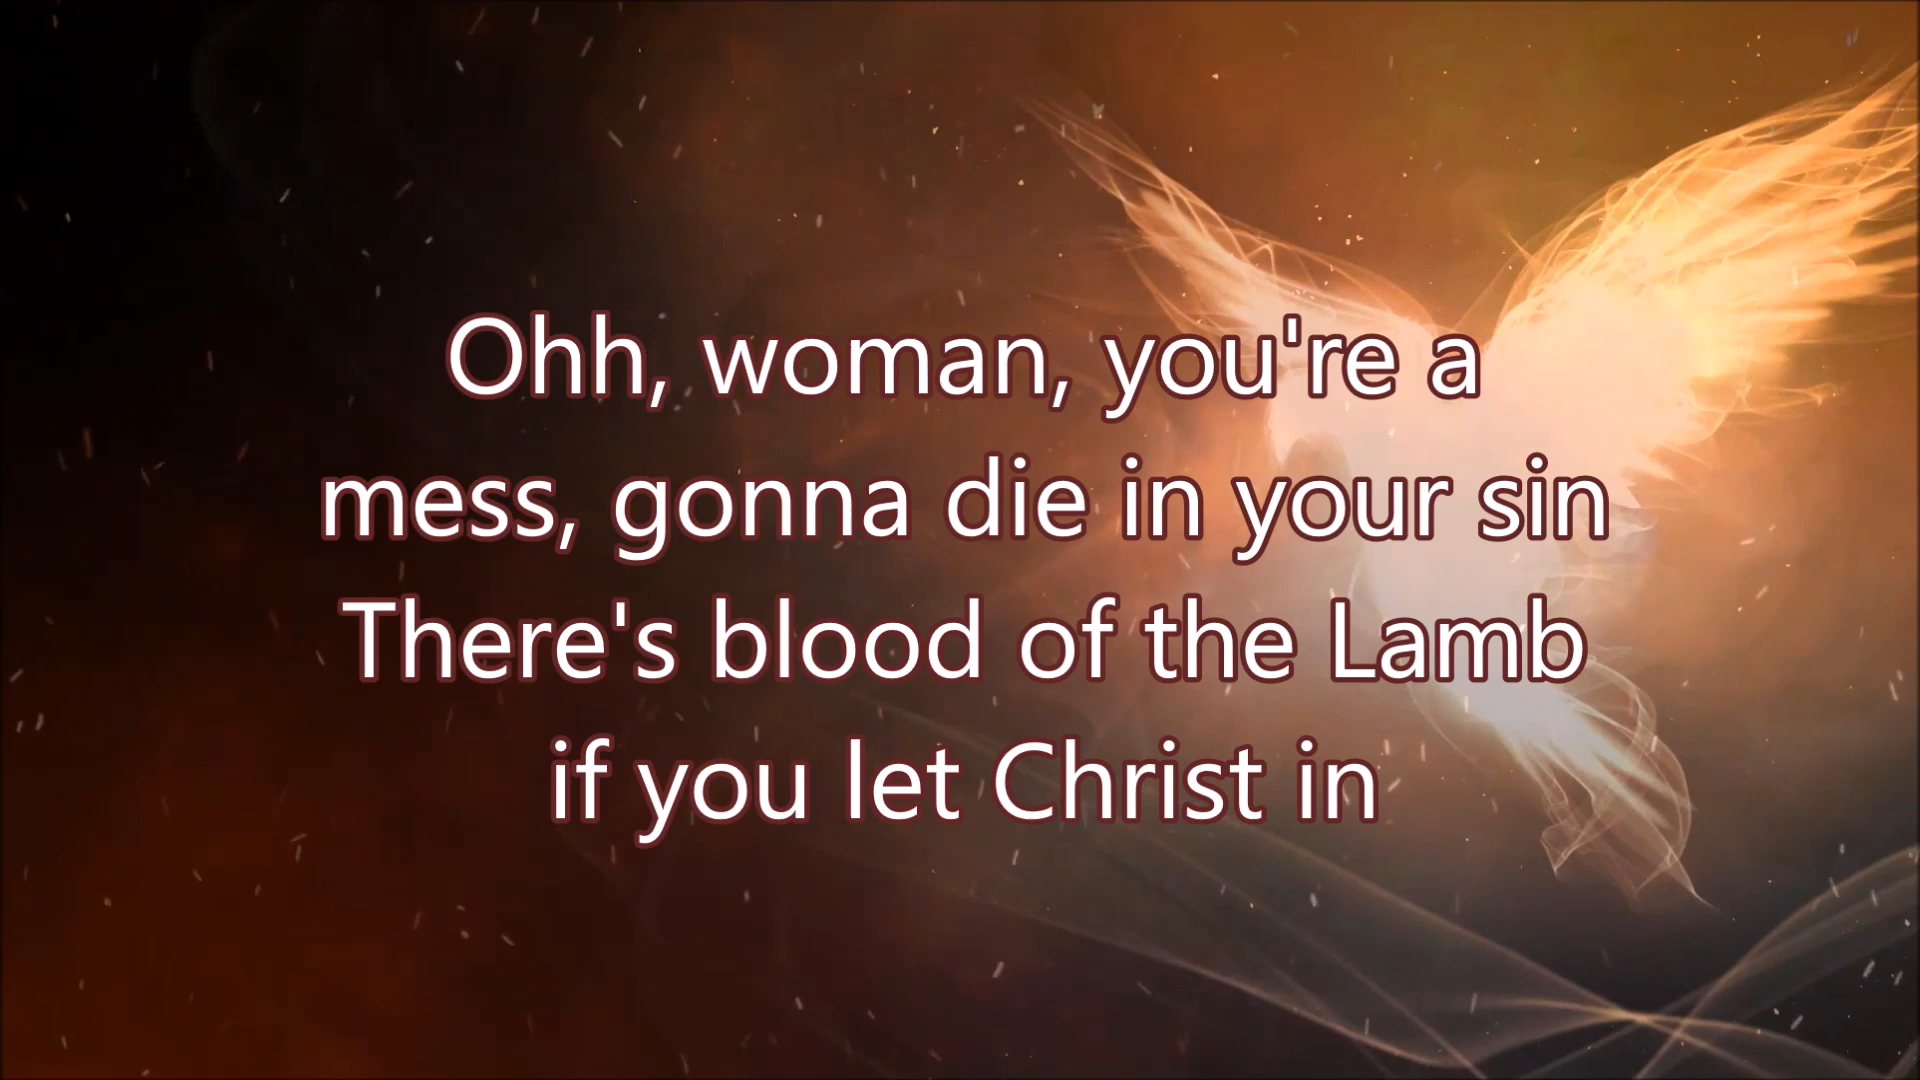 Ohh, woman, you're a
mess, gonna die in your sin
There's blood of the Lamb
if you let Christ in